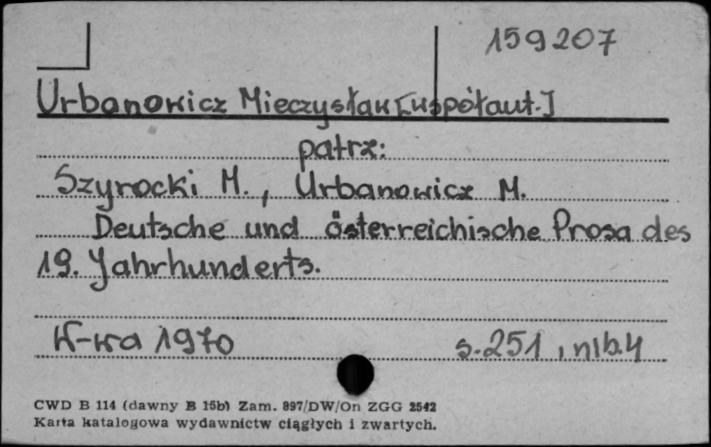 159207
Urbanowicz Mieczysław [współaut.]
patrz:
Szyrocki M., Urbanowicz M.
Deutsche und österreichische Prosa des
19. Jahrhunderts.
W-wa 1970 s. 251, nlb. 4
CWD B 114 (dawny B 15b) Zam. 897/DW/On ZGG 2542
Karta katalogowa wydawnictw ciągłych i zwartych.